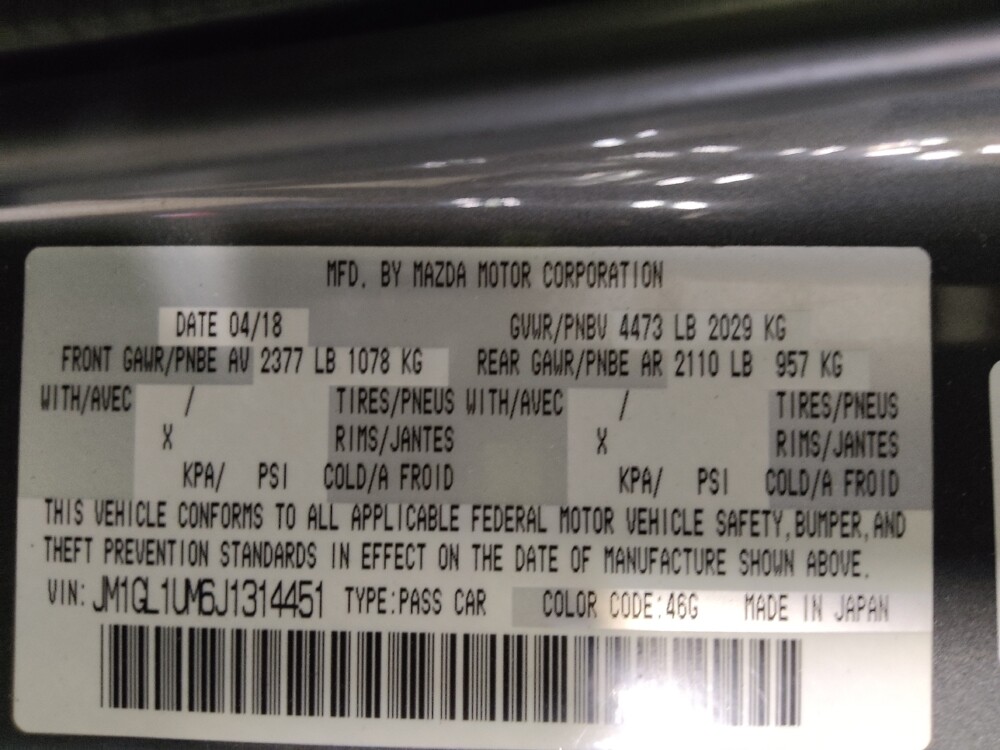 MFD. BY MAZDA MOTOR CORPORATION
DATE 04/18 GVWR/PNBV 4473 LB 2029 KG
FRONT GAWR/PNBE AV 2377 LB 1078 KG REAR GAWR/PNBE AR 2110 LB 957 KG
WITH/AVEC / TIRES/PNEUS WITH/AVEC / TIRES/PNEUS
X RIMS/JANTES X RIMS/JANTES
KPA/ PSI COLD/A FROID KPA/ PSI COLD/A FROID
THIS VEHICLE CONFORMS TO ALL APPLICABLE FEDERAL MOTOR VEHICLE SAFETY,BUMPER,AND
THEFT PREVENTION STANDARDS IN EFFECT ON THE DATE OF MANUFACTURE SHOWN ABOVE.
VIN: JM1GL1UM6J1314451 TYPE:PASS CAR COLOR CODE:46G MADE IN JAPAN